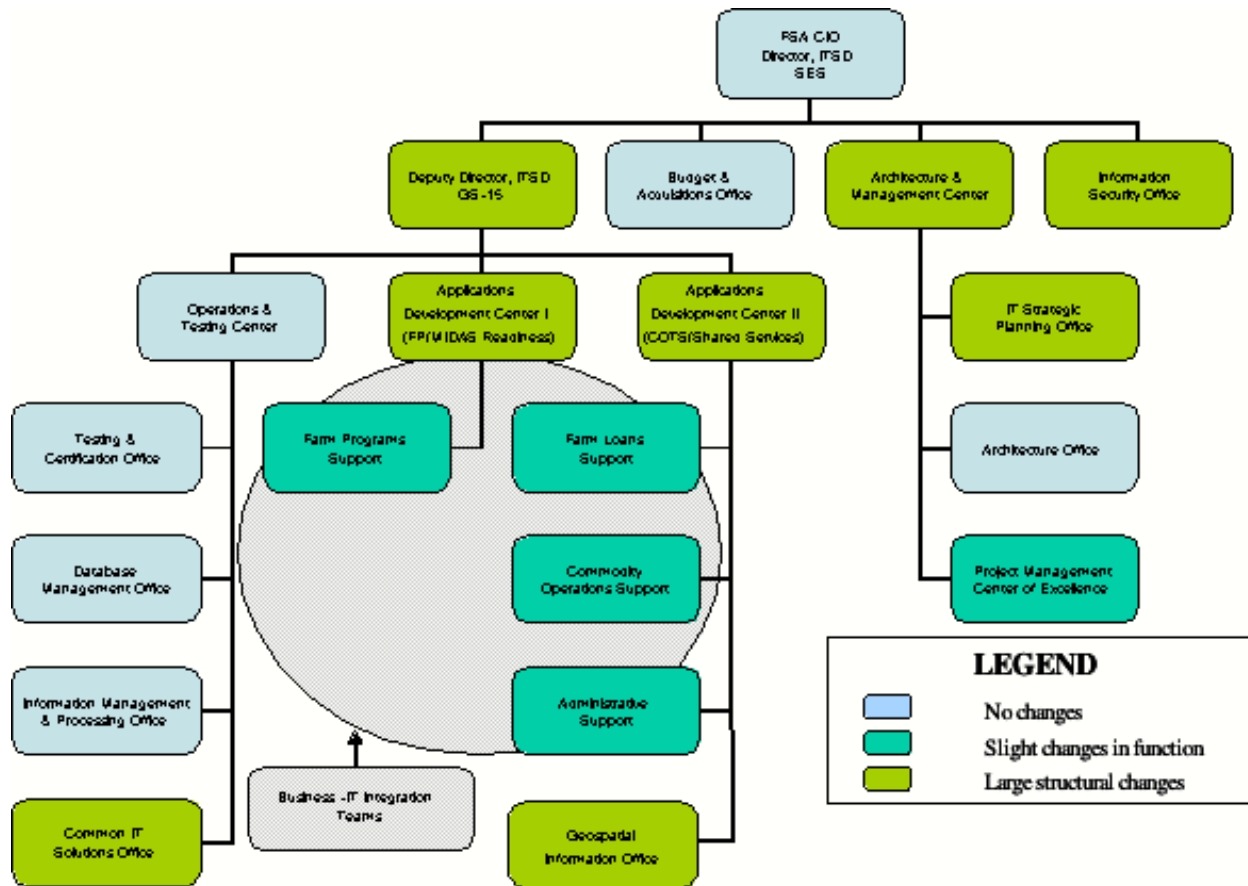 FSA CIO
Director, ITSD
SES
Deputy Director, ITSD
GS-15
Budget &
Acquisitions Office
Architecture &
Management Center
Information
Security Office
Operations &
Testing Center
Applications
Development Center I
(FP/MIDAS Readiness)
Applications
Development Center II
(COTS/Shared Services)
IT Strategic
Planning Office
Testing &
Certification Office
Farm Programs
Support
Farm Loans
Support
Architecture Office
Database
Management Office
Commodity
Operations Support
Project Management
Center of Excellence
Information Management
& Processing Office
Administrative
Support
Business -IT Integration
Teams
Common IT
Solutions Office
Geospatial
Information Office
LEGEND
No changes
Slight changes in function
Large structural changes